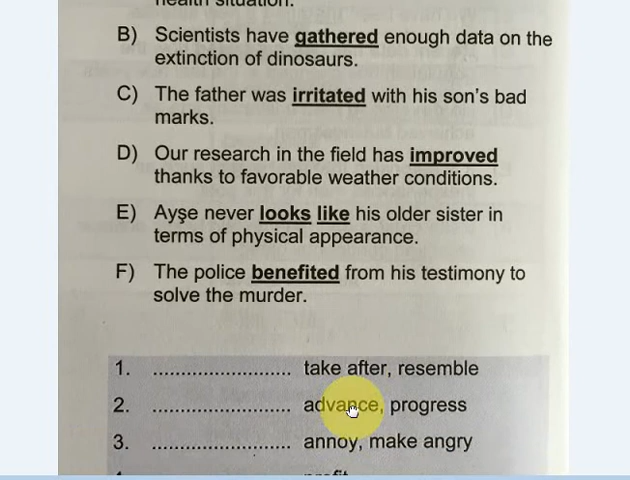 health situation.
B) Scientists have gathered enough data on the
extinction of dinosaurs.
C) The father was irritated with his son's bad
marks.
D) Our research in the field has improved
thanks to favorable weather conditions.
E) Ayşe never looks like his older sister in
terms of physical appearance.
F) The police benefited from his testimony to
solve the murder.
1. ........................ take after, resemble
2. ........................ advance, progress
3. ........................ annoy, make angry